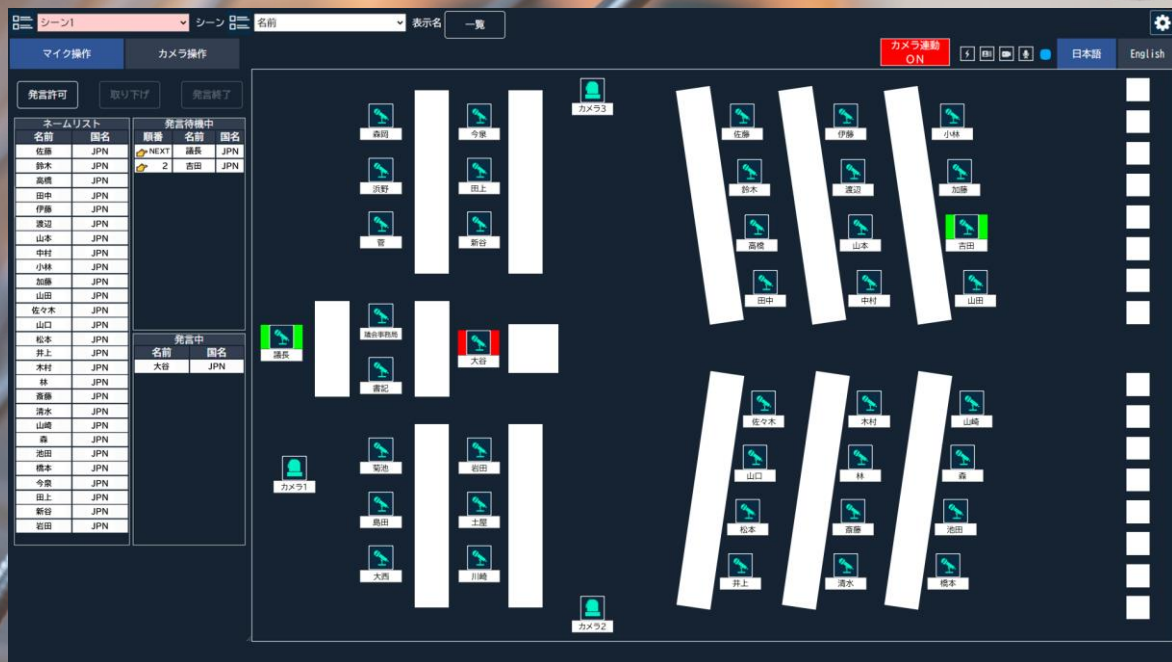 シーン1 シーン 名前 表示名 一覧
マイク操作 カメラ操作 カメラ連動 ON 日本語 English
発言許可 取り下げ 発言終了
ネームリスト
名前 国名
佐藤 JPN
鈴木 JPN
高橋 JPN
田中 JPN
伊藤 JPN
渡辺 JPN
山本 JPN
中村 JPN
小林 JPN
加藤 JPN
山田 JPN
佐々木 JPN
山口 JPN
松本 JPN
井上 JPN
木村 JPN
林 JPN
斎藤 JPN
清水 JPN
山崎 JPN
森 JPN
池田 JPN
橋本 JPN
今泉 JPN
田上 JPN
新谷 JPN
岩田 JPN
発言待機中
順番 名前 国名
NEXT 議長 JPN
2 吉田 JPN
発言中
名前 国名
大谷 JPN
カメラ3
森岡 今泉 佐藤 伊藤 小林
浜野 田上 鈴木 渡辺 加藤
菅 新谷 高橋 山本 吉田
田中 中村 山田
議会事務局
議長 大谷
書記
佐々木 木村 山崎
菊池 岩田 山口 林 森
カメラ1
島田 土屋 松本 斎藤 池田
大西 川崎 井上 清水 橋本
カメラ2